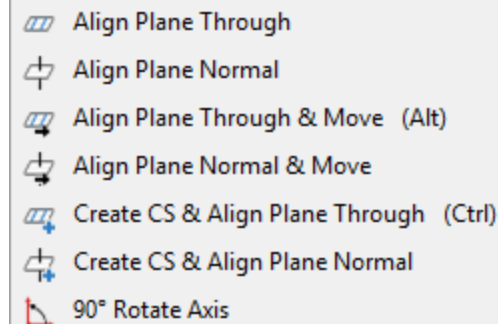 Align Plane Through
Align Plane Normal
Align Plane Through & Move (Alt)
Align Plane Normal & Move
Create CS & Align Plane Through (Ctrl)
Create CS & Align Plane Normal
90° Rotate Axis